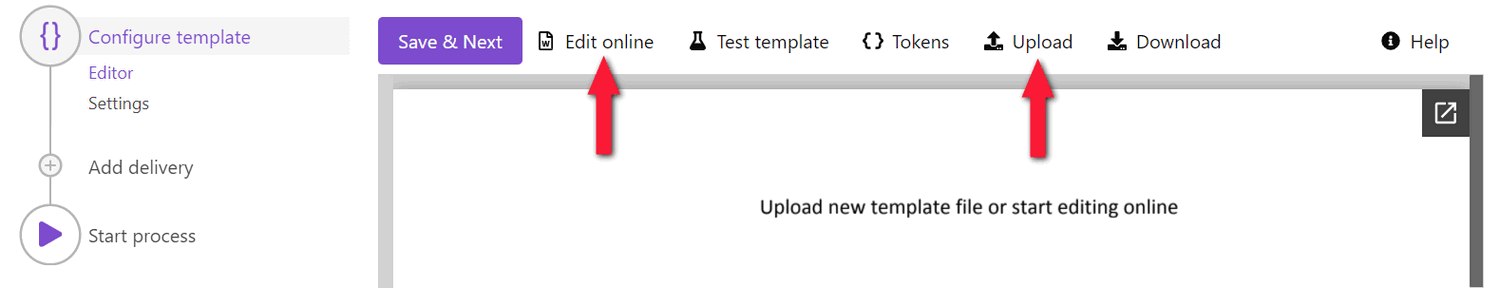 {} Configure template
Editor
Settings
Add delivery
Start process
Save & Next Edit online Test template {} Tokens Upload Download Help
Upload new template file or start editing online